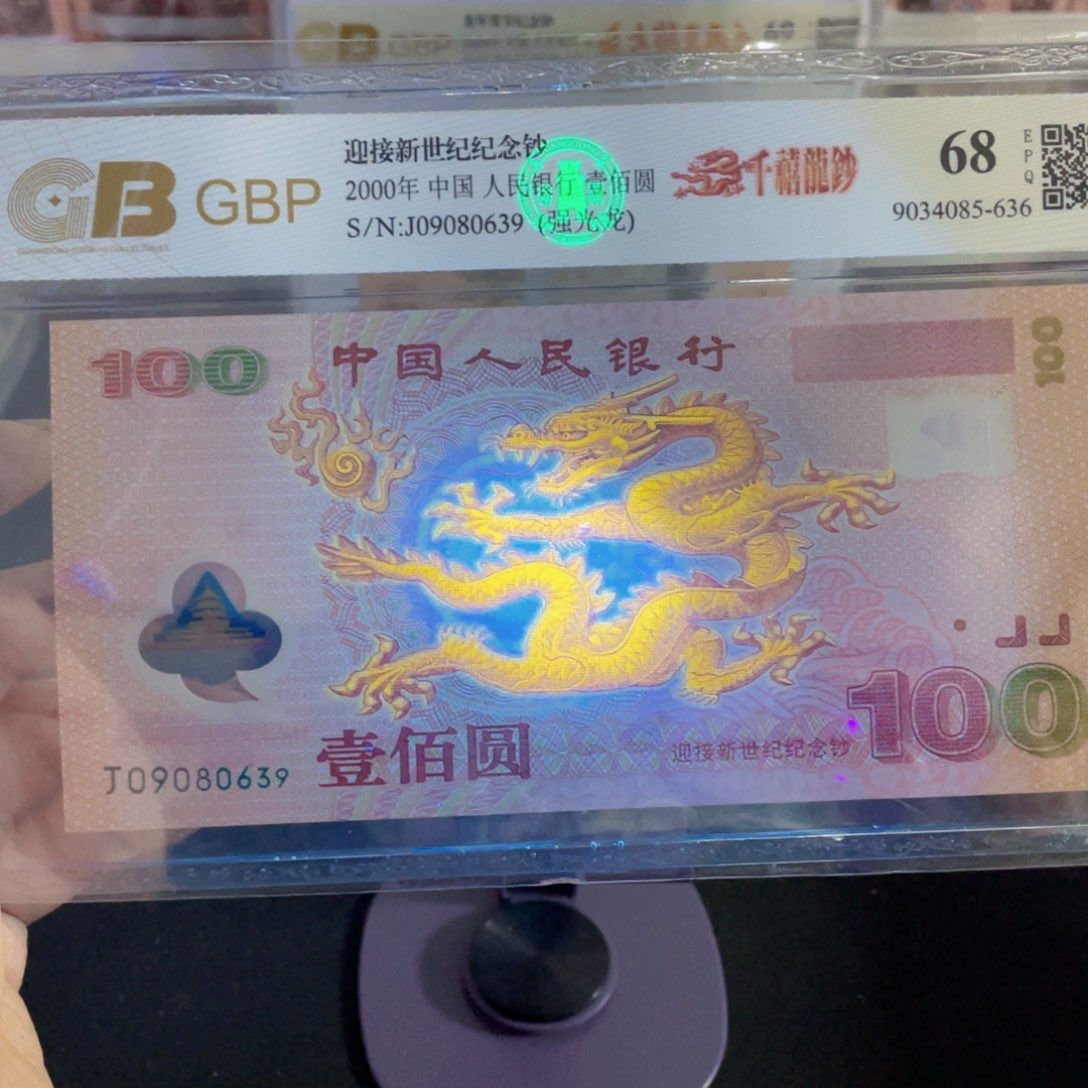 GBP
GB GBP
迎接新世纪纪念钞
2000年 中国 人民银行 壹佰圆
S/N:J09080639 (强光龙)
千禧龍鈔
68
EPQ
9034085-636
100
中国人民银行
100
壹佰圆
J09080639
迎接新世纪纪念钞
100